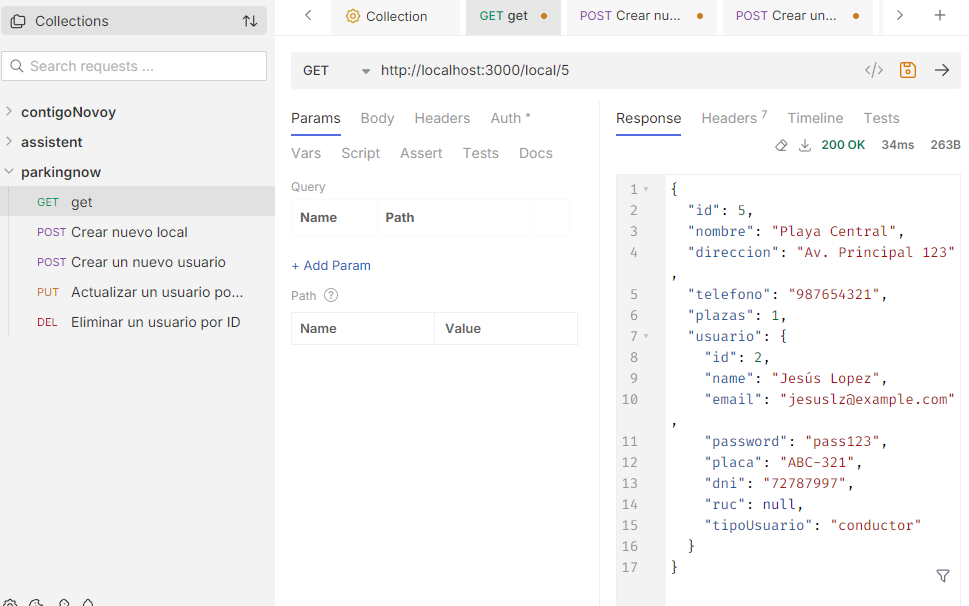 Collections
Search requests ...
contigoNovoy
assistent
parkingnow
GET get
POST Crear nuevo local
POST Crear un nuevo usuario
PUT Actualizar un usuario po...
DEL Eliminar un usuario por ID
Collection
GET get
POST Crear nu...
POST Crear un...
GET http://localhost:3000/local/5
Params Body Headers Auth *
Vars Script Assert Tests Docs
Query
Name Path
+ Add Param
Path ?
Name Value
Response Headers 7 Timeline Tests
200 OK 34ms 263B
1 {
2 "id": 5,
3 "nombre": "Playa Central",
4 "direccion": "Av. Principal 123"
,
5 "telefono": "987654321",
6 "plazas": 1,
7 "usuario": {
8 "id": 2,
9 "name": "Jesús Lopez",
10 "email": "jesuslz@example.com"
,
11 "password": "pass123",
12 "placa": "ABC-321",
13 "dni": "72787997",
14 "ruc": null,
15 "tipoUsuario": "conductor"
16 }
17 }